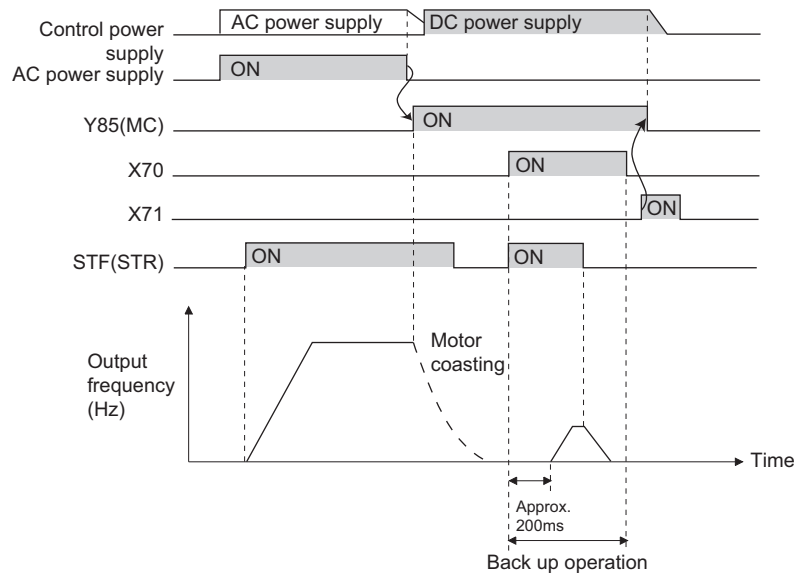 Control power
supply
AC power supply
DC power supply
AC power supply
ON
Y85(MC)
ON
X70
ON
X71
ON
STF(STR)
ON
ON
Output
frequency
(Hz)
Motor
coasting
Time
Approx.
200ms
Back up operation